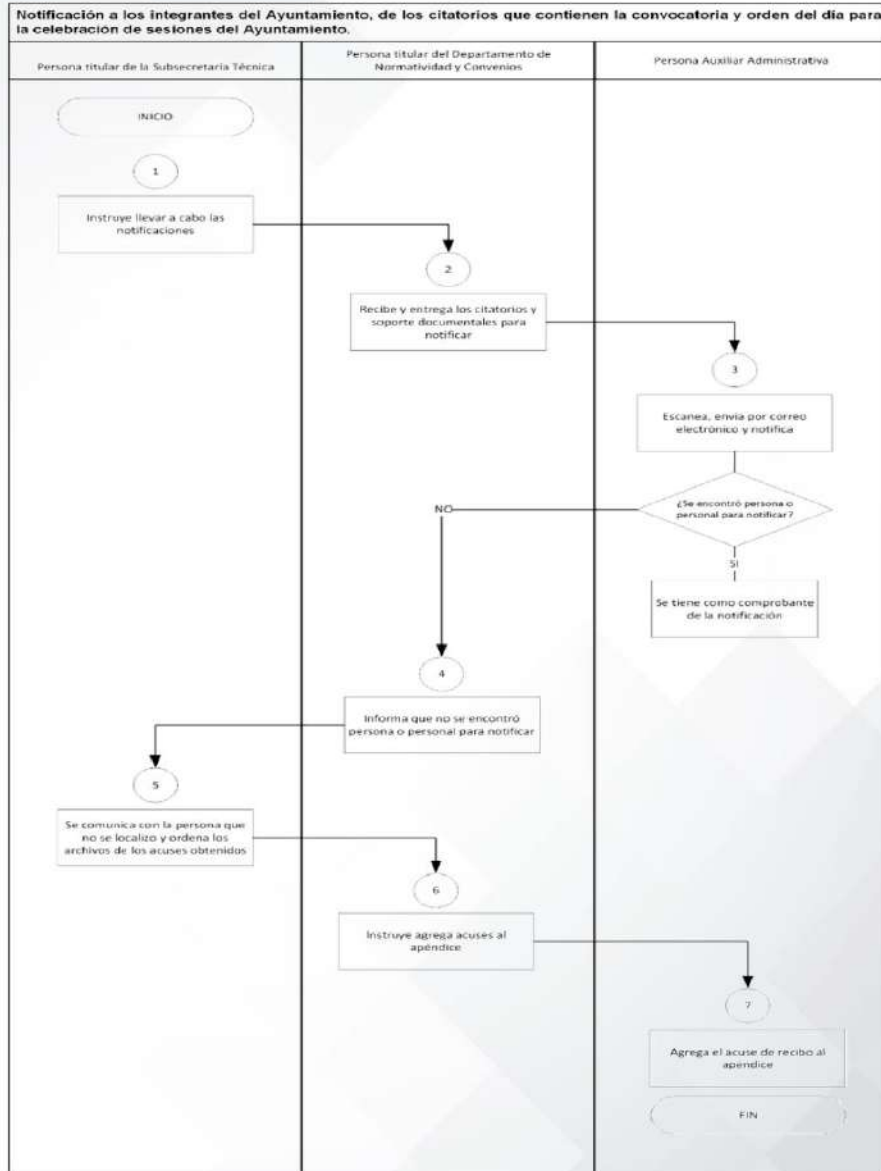 Notificación a los integrantes del Ayuntamiento, de los citatorios que contienen la convocatoria y orden del día para
la celebración de sesiones del Ayuntamiento.
Persona titular de la Subsecretaría Técnica
Persona titular del Departamento de
Normatividad y Convenios
Persona Auxiliar Administrativa
INICIO
1
Instruye llevar a cabo las
notificaciones
2
Recibe y entrega los citatorios y
soporte documentales para
notificar
3
Escanea, envía por correo
electrónico y notifica
¿Se encontró persona o
personal para notificar?
NO
SI
Se tiene como comprobante
de la notificación
4
Informa que no se encontró
persona o personal para notificar
5
Se comunica con la persona que
no se localizo y ordena los
archivos de los acuses obtenidos
6
Instruye agrega acuses al
apéndice
7
Agrega el acuse de recibo al
apendice
FIN